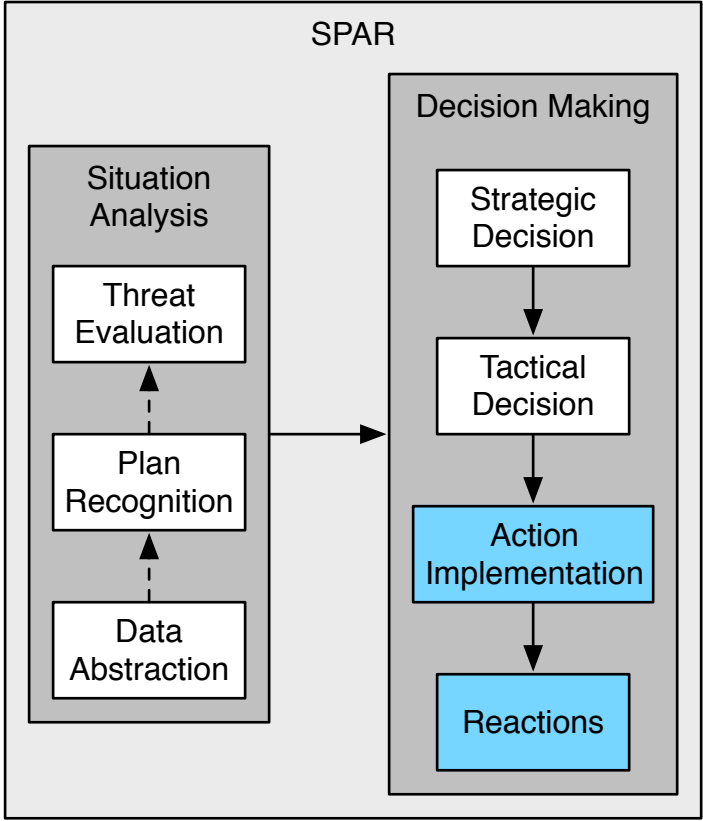 SPAR
Situation
Analysis
Threat
Evaluation
Plan
Recognition
Data
Abstraction
Decision Making
Strategic
Decision
Tactical
Decision
Action
Implementation
Reactions